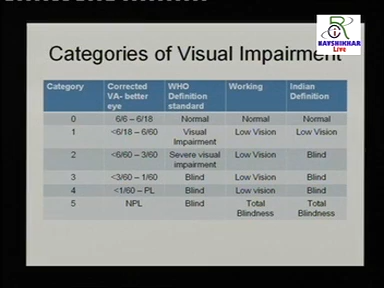 RAYSHIKHAR
Live
Categories of Visual Impairment
Category Corrected VA- better eye WHO Definition standard Working Indian Definition
0 6/6 – 6/18 Normal Normal Normal
1 <6/18 – 6/60 Visual Impairment Low Vision Low Vision
2 <6/60 – 3/60 Severe visual impairment Low Vision Blind
3 <3/60 – 1/60 Blind Low Vision Blind
4 <1/60 – PL Blind Low vision Blind
5 NPL Blind Total Blindness Total Blindness